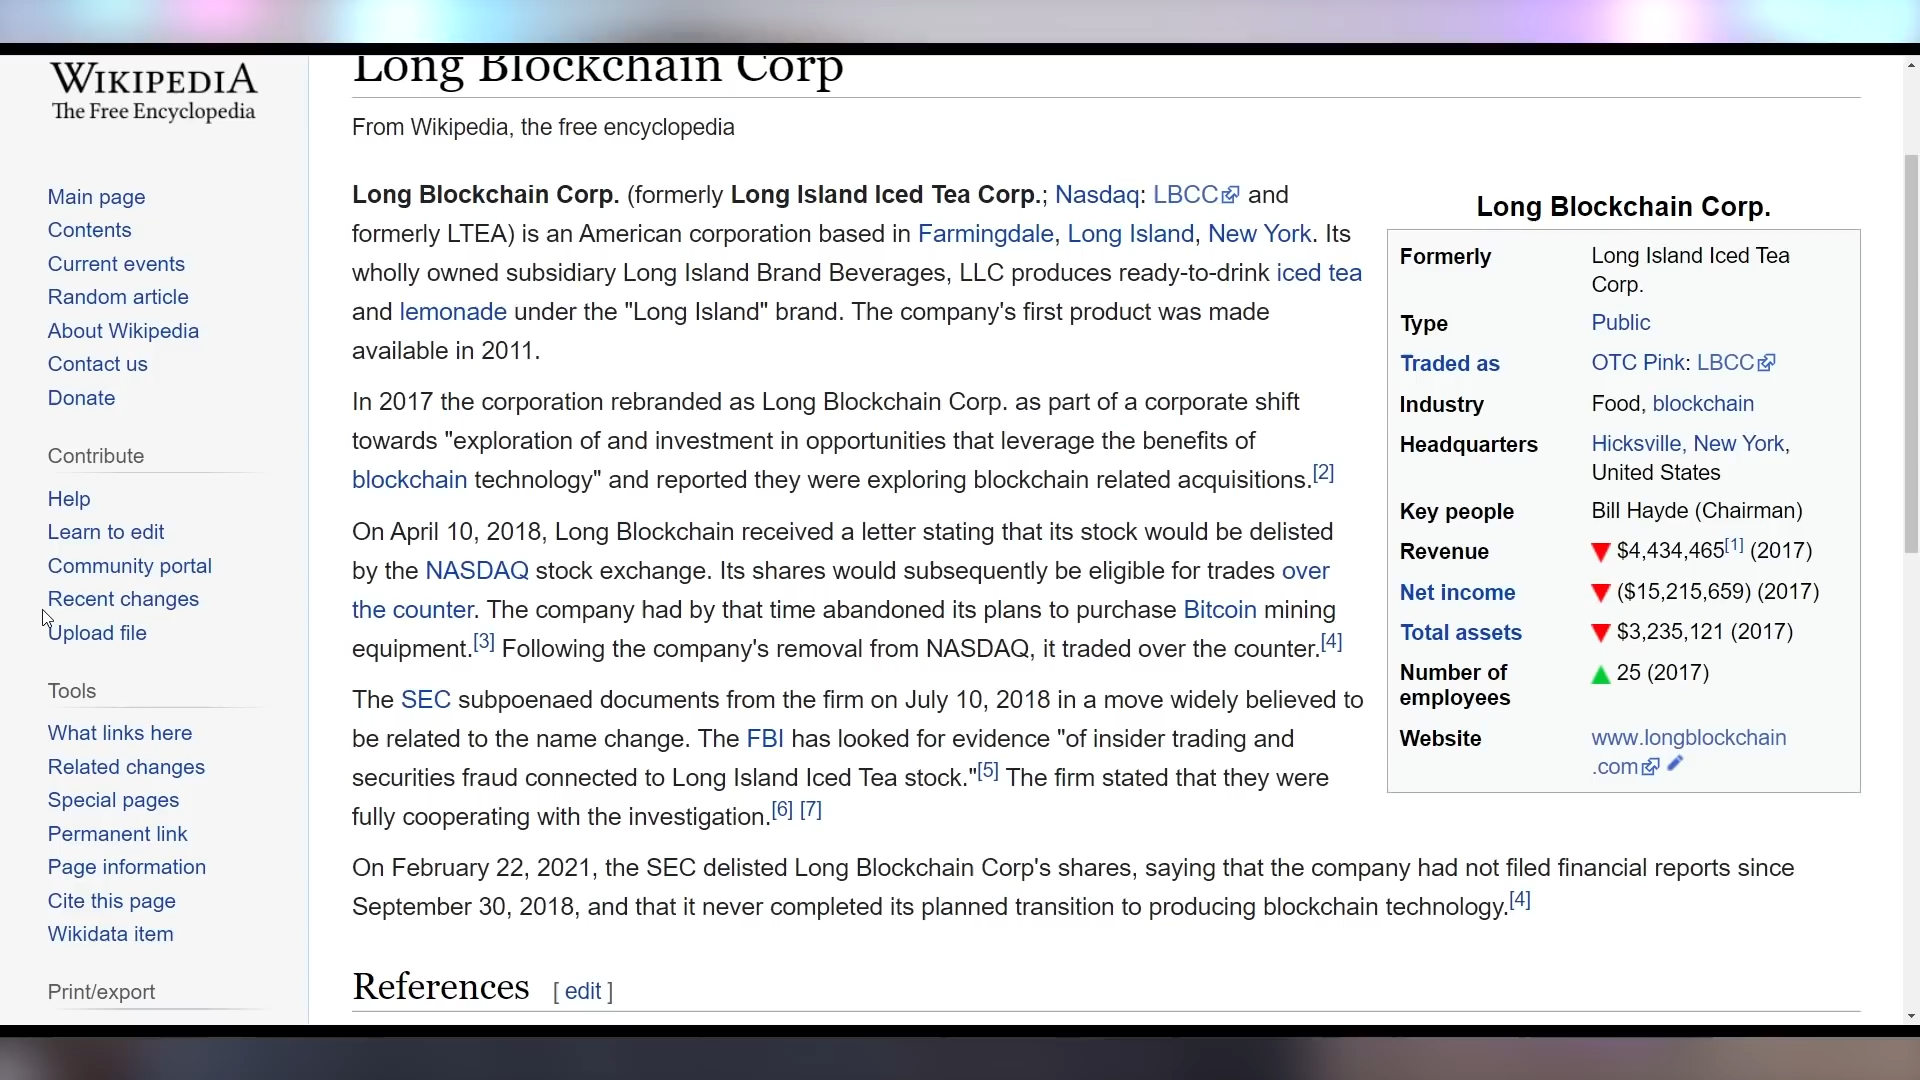 Long Blockchain Corp
WIKIPEDIA
The Free Encyclopedia
From Wikipedia, the free encyclopedia
Main page
Contents
Current events
Random article
About Wikipedia
Contact us
Donate
Contribute
Help
Learn to edit
Community portal
Recent changes
Upload file
Tools
What links here
Related changes
Special pages
Permanent link
Page information
Cite this page
Wikidata item
Print/export
Long Blockchain Corp. (formerly Long Island Iced Tea Corp.; Nasdaq: LBCC and
formerly LTEA) is an American corporation based in Farmingdale, Long Island, New York. Its
wholly owned subsidiary Long Island Brand Beverages, LLC produces ready-to-drink iced tea
and lemonade under the "Long Island" brand. The company's first product was made
available in 2011.
In 2017 the corporation rebranded as Long Blockchain Corp. as part of a corporate shift
towards "exploration of and investment in opportunities that leverage the benefits of
blockchain technology" and reported they were exploring blockchain related acquisitions.[2]
On April 10, 2018, Long Blockchain received a letter stating that its stock would be delisted
by the NASDAQ stock exchange. Its shares would subsequently be eligible for trades over
the counter. The company had by that time abandoned its plans to purchase Bitcoin mining
equipment.[3] Following the company's removal from NASDAQ, it traded over the counter.[4]
The SEC subpoenaed documents from the firm on July 10, 2018 in a move widely believed to
be related to the name change. The FBI has looked for evidence "of insider trading and
securities fraud connected to Long Island Iced Tea stock."[5] The firm stated that they were
fully cooperating with the investigation.[6] [7]
On February 22, 2021, the SEC delisted Long Blockchain Corp's shares, saying that the company had not filed financial reports since
September 30, 2018, and that it never completed its planned transition to producing blockchain technology.[4]
References [ edit ]
Long Blockchain Corp.
Formerly Long Island Iced Tea
Corp.
Type Public
Traded as OTC Pink: LBCC
Industry Food, blockchain
Headquarters Hicksville, New York,
United States
Key people Bill Hayde (Chairman)
Revenue $4,434,465[1] (2017)
Net income ($15,215,659) (2017)
Total assets $3,235,121 (2017)
Number of 25 (2017)
employees
Website www.longblockchain
.com